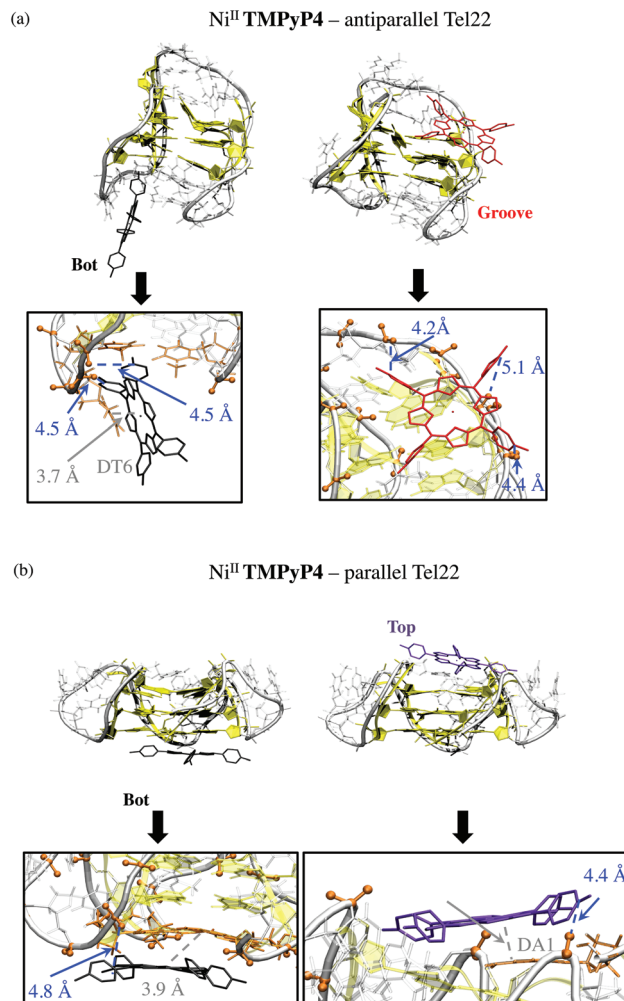 (a)
Ni^II TMPyP4 – antiparallel Tel22
Bot
Groove
4.5 Å
4.5 Å
3.7 Å
DT6
4.2Å
5.1 Å
4.4 Å
(b)
Ni^II TMPyP4 – parallel Tel22
Top
Bot
4.8 Å
3.9 Å
4.4 Å
DA1